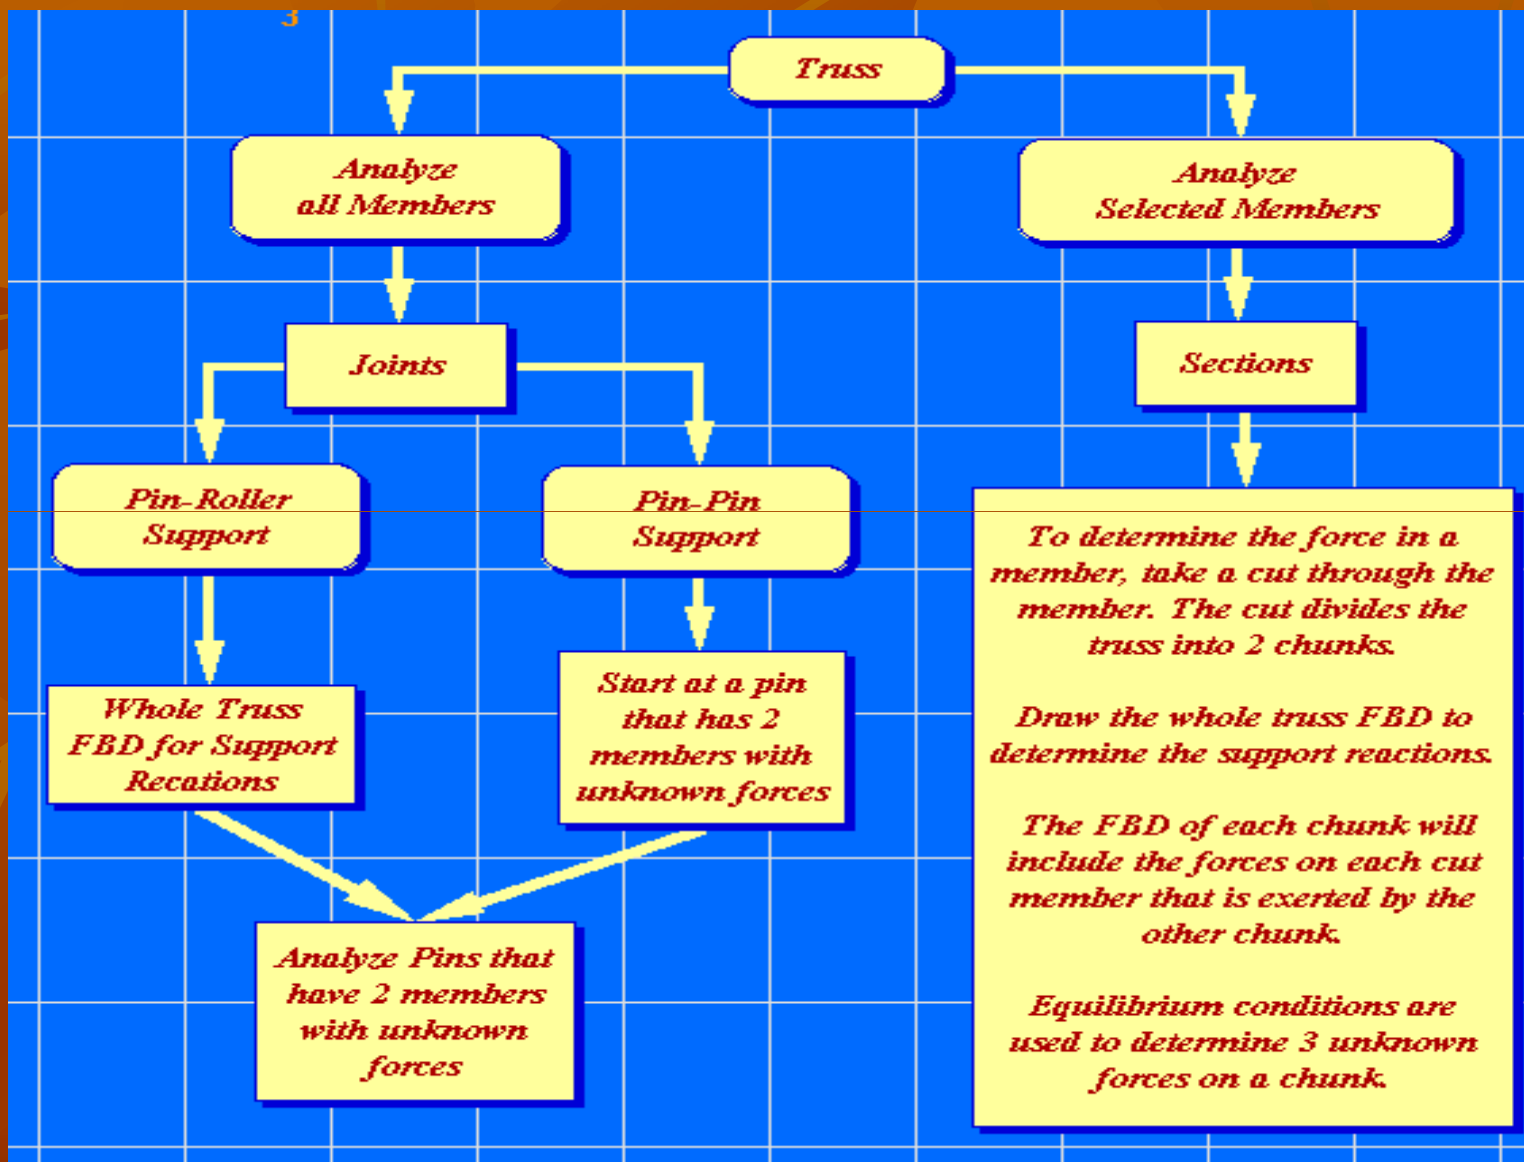 3
Truss
Analyze
all Members
Analyze
Selected Members
Joints
Sections
Pin-Roller
Support
Pin-Pin
Support
To determine the force in a
member, take a cut through the
member. The cut divides the
truss into 2 chunks.
Draw the whole truss FBD to
determine the support reactions.
The FBD of each chunk will
include the forces on each cut
member that is exerted by the
other chunk.
Equilibrium conditions are
used to determine 3 unknown
forces on a chunk.
Whole Truss
FBD for Support
Recations
Start at a pin
that has 2
members with
unknown forces
Analyze Pins that
have 2 members
with unknown
forces